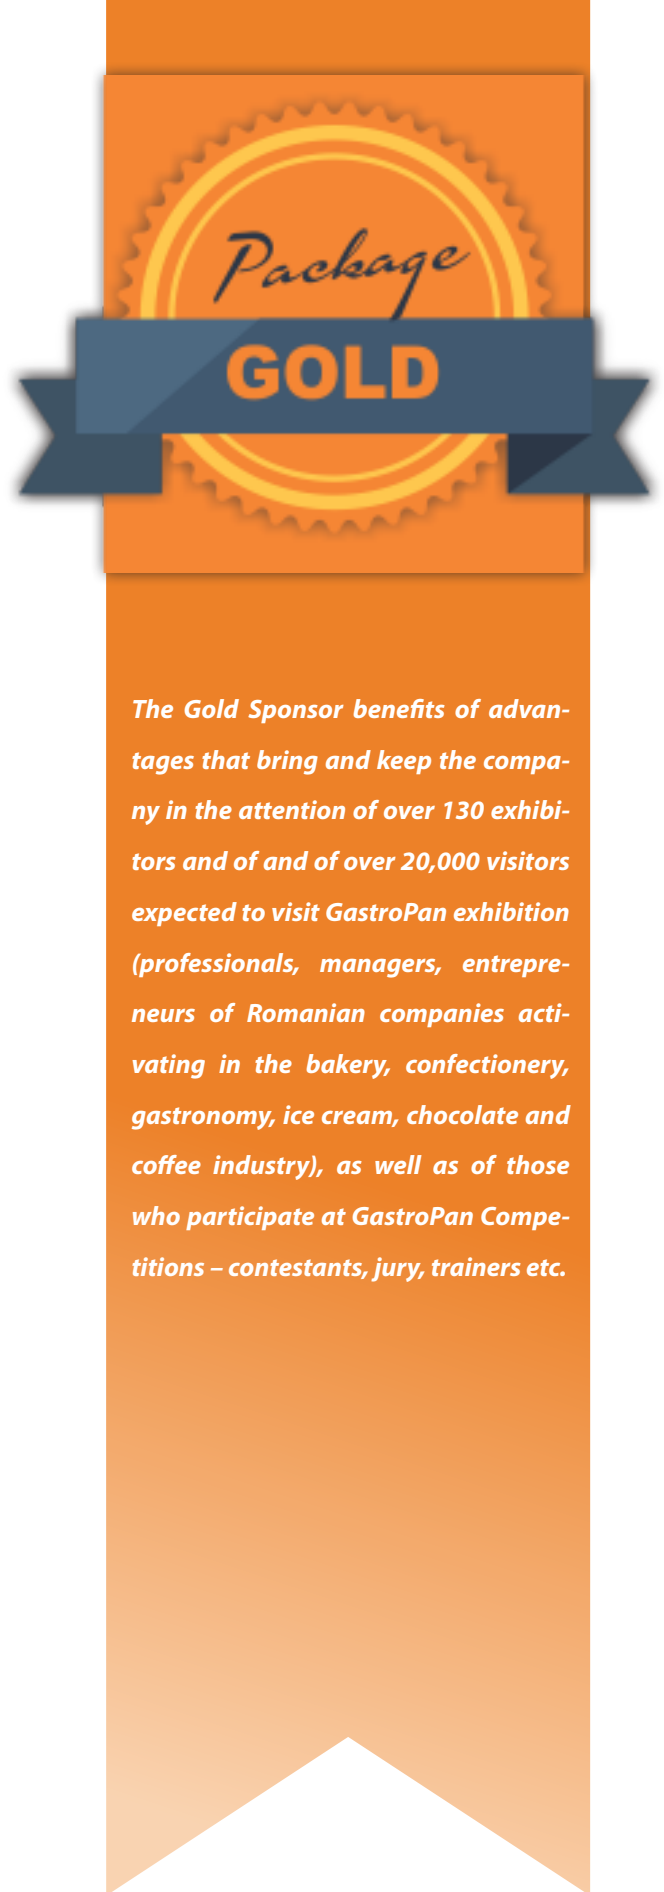 Package
GOLD
The Gold Sponsor benefits of advan-
tages that bring and keep the compa-
ny in the attention of over 130 exhibi-
tors and of and of over 20,000 visitors
expected to visit GastroPan exhibition
(professionals, managers, entrepre-
neurs of Romanian companies acti-
vating in the bakery, confectionery,
gastronomy, ice cream, chocolate and
coffee industry), as well as of those
who participate at GastroPan Compe-
titions – contestants, jury, trainers etc.